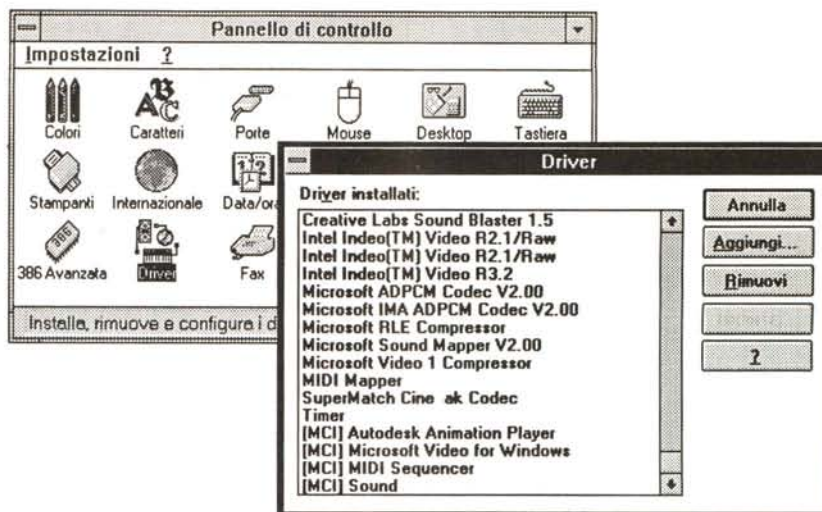 Pannello di controllo
Impostazioni ?
Colori Caratteri Porte Mouse Desktop Tastiera
Stampanti Internazionale Data/ora
386 Avanzata Driver Fax
Installa, rimuove e configura i d
Driver
Driver installati:
Creative Labs Sound Blaster 1.5
Intel Indeo(TM) Video R2.1/Raw
Intel Indeo(TM) Video R2.1/Raw
Intel Indeo(TM) Video R3.2
Microsoft ADPCM Codec V2.00
Microsoft IMA ADPCM Codec V2.00
Microsoft RLE Compressor
Microsoft Sound Mapper V2.00
Microsoft Video 1 Compressor
MIDI Mapper
SuperMatch Cine ak Codec
Timer
[MCI] Autodesk Animation Player
[MCI] Microsoft Video for Windows
[MCI] MIDI Sequencer
[MCI] Sound
Annulla
Aggiungi...
Rimuovi
?